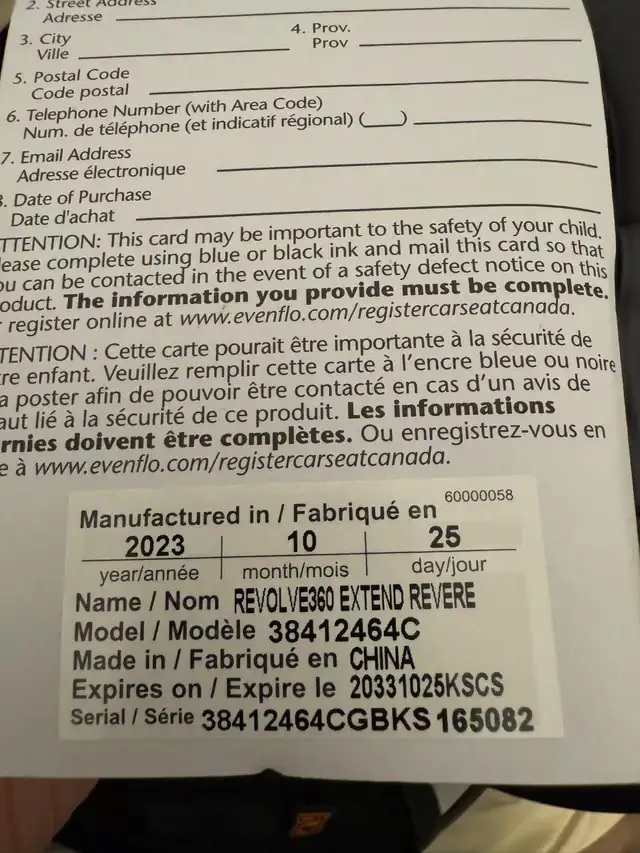 2. Street Address
Adresse
3. City
Ville
4. Prov.
Prov
5. Postal Code
Code postal
6. Telephone Number (with Area Code)
Num. de téléphone (et indicatif régional) (___)
7. Email Address
Adresse électronique
8. Date of Purchase
Date d'achat
TTENTION: This card may be important to the safety of your child.
lease complete using blue or black ink and mail this card so that
ou can be contacted in the event of a safety defect notice on this
oduct. The information you provide must be complete.
r register online at www.evenflo.com/registercarseatcanada.
TENTION : Cette carte pourait être importante à la sécurité de
re enfant. Veuillez remplir cette carte à l'encre bleue ou noire
a poster afin de pouvoir être contacté en cas d'un avis de
aut lié à la sécurité de ce produit. Les informations
rnies doivent être complètes. Ou enregistrez-vous en
e à www.evenflo.com/registercarseatcanada.
60000058
Manufactured in / Fabriqué en
2023 10 25
year/année month/mois day/jour
Name / Nom REVOLVE360 EXTEND REVERE
Model / Modèle 38412464C
Made in / Fabriqué en CHINA
Expires on / Expire le 20331025KSCS
Serial / Série 38412464CGBKS165082